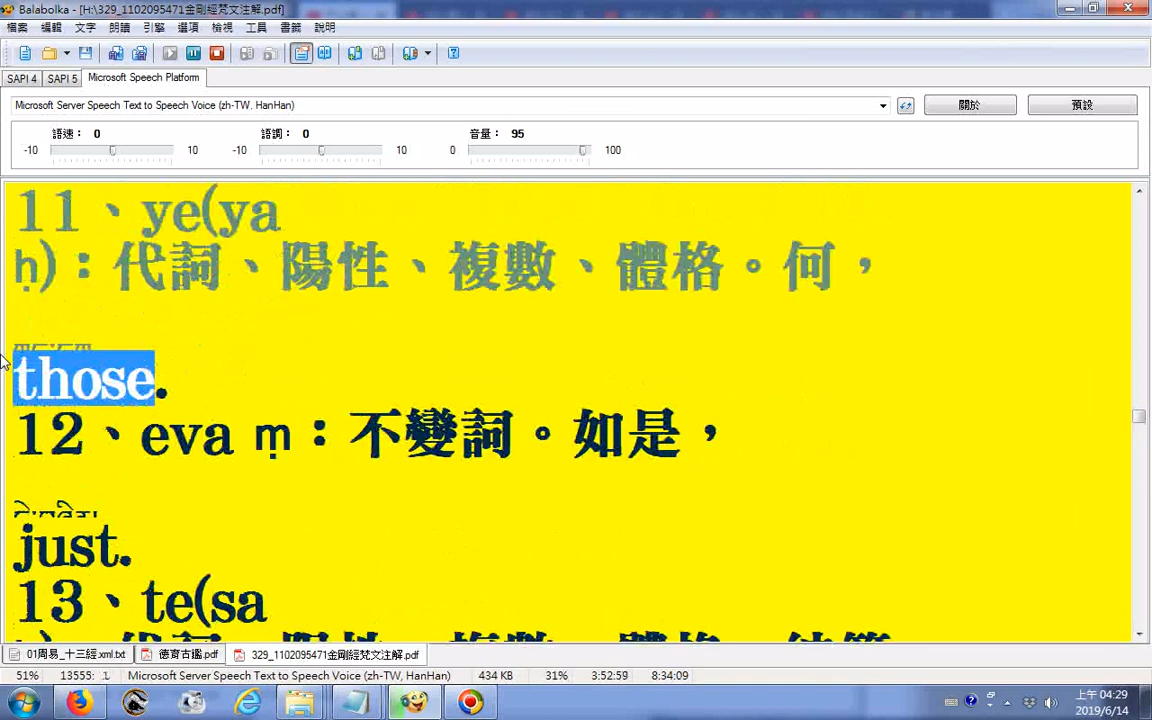 Balabolka - [H:\329_1102095471金剛經梵文注解.pdf]
檔案 編輯 文字 朗讀 引擎 選項 檢視 工具 書籤 說明
SAPI 4 SAPI 5 Microsoft Speech Platform
Microsoft Server Speech Text to Speech Voice (zh-TW, HanHan) 關於 預設
語速： 0 語調： 0 音量： 95
-10 10 -10 10 0 100
11、ye(ya
ḥ)：代詞、陽性、複數、體格。何，
those.
12、eva ṃ：不變詞。如是，
just.
13、te(sa
01周易_十三經.xml.txt 德育古鑑.pdf 329_1102095471金剛經梵文注解.pdf
51% 13555: Microsoft Server Speech Text to Speech Voice (zh-TW, HanHan) 434 KB 31% 3:52:59 8:34:09
上午 04:29
2019/6/14